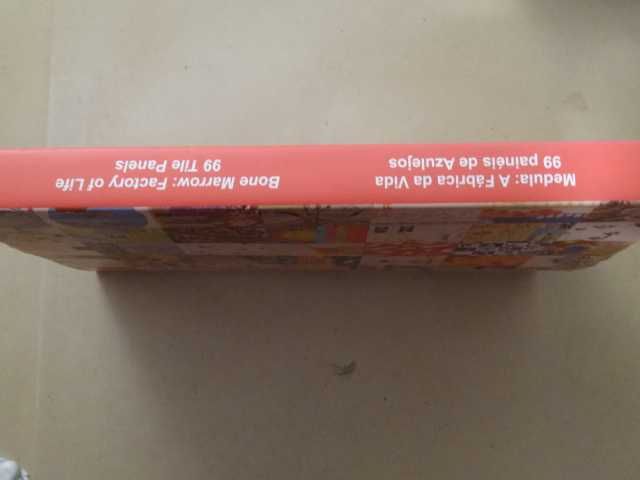 Medula: A Fábrica da Vida
99 painéis de Azulejos
Bone Marrow: Factory of Life
99 Tile Panels